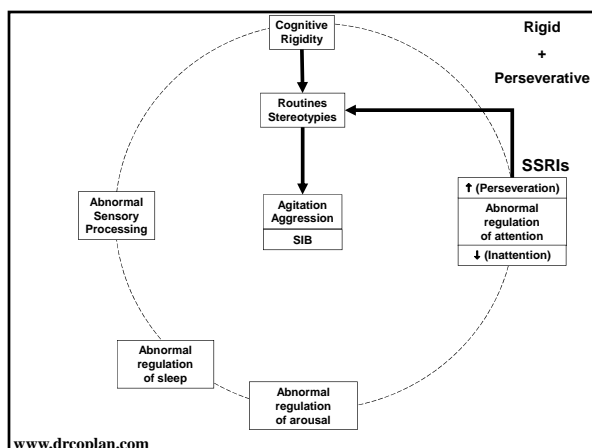 Cognitive
Rigidity
Rigid
+
Perseverative
Routines
Stereotypies
SSRIs
↑ (Perseveration)
Abnormal
regulation
of attention
↓ (Inattention)
Abnormal
Sensory
Processing
Agitation
Aggression
SIB
Abnormal
regulation
of sleep
Abnormal
regulation
of arousal
www.drcoplan.com